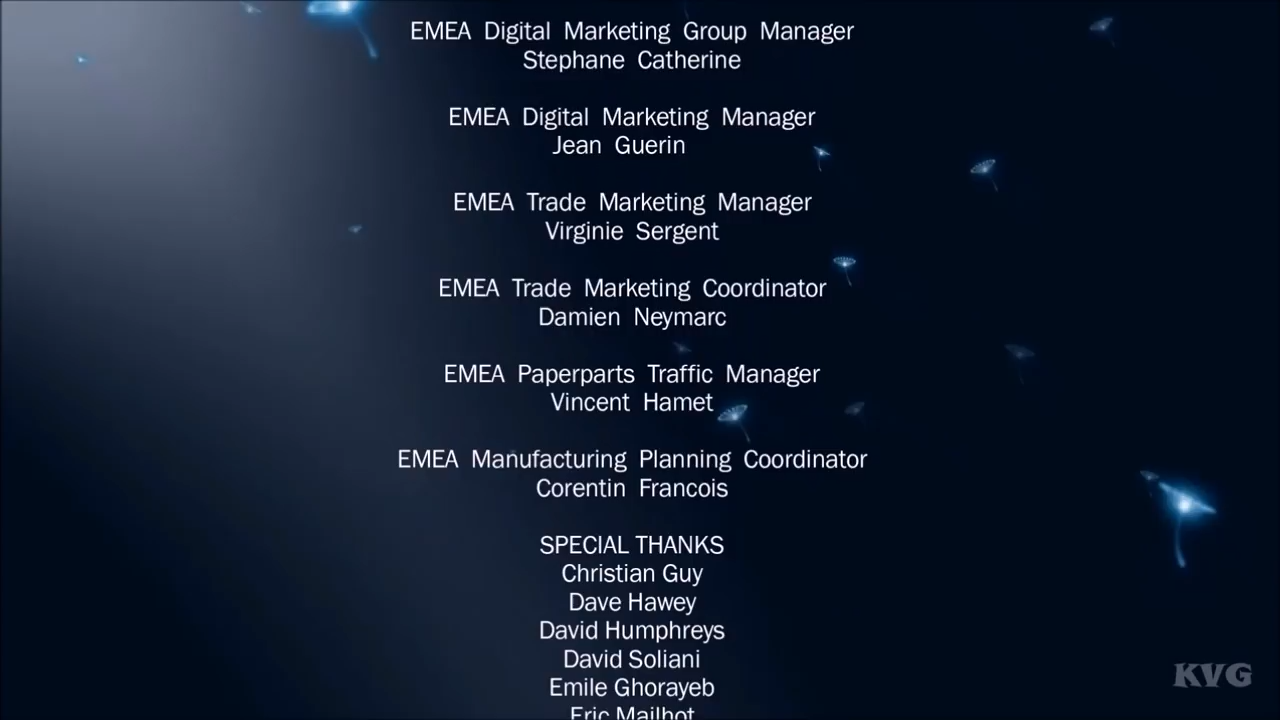 EMEA Digital Marketing Group Manager
Stephane Catherine
EMEA Digital Marketing Manager
Jean Guerin
EMEA Trade Marketing Manager
Virginie Sergent
EMEA Trade Marketing Coordinator
Damien Neymarc
EMEA Paperparts Traffic Manager
Vincent Hamet
EMEA Manufacturing Planning Coordinator
Corentin Francois
SPECIAL THANKS
Christian Guy
Dave Hawey
David Humphreys
David Soliani
Emile Ghorayeb
Eric Mailhot
KVG